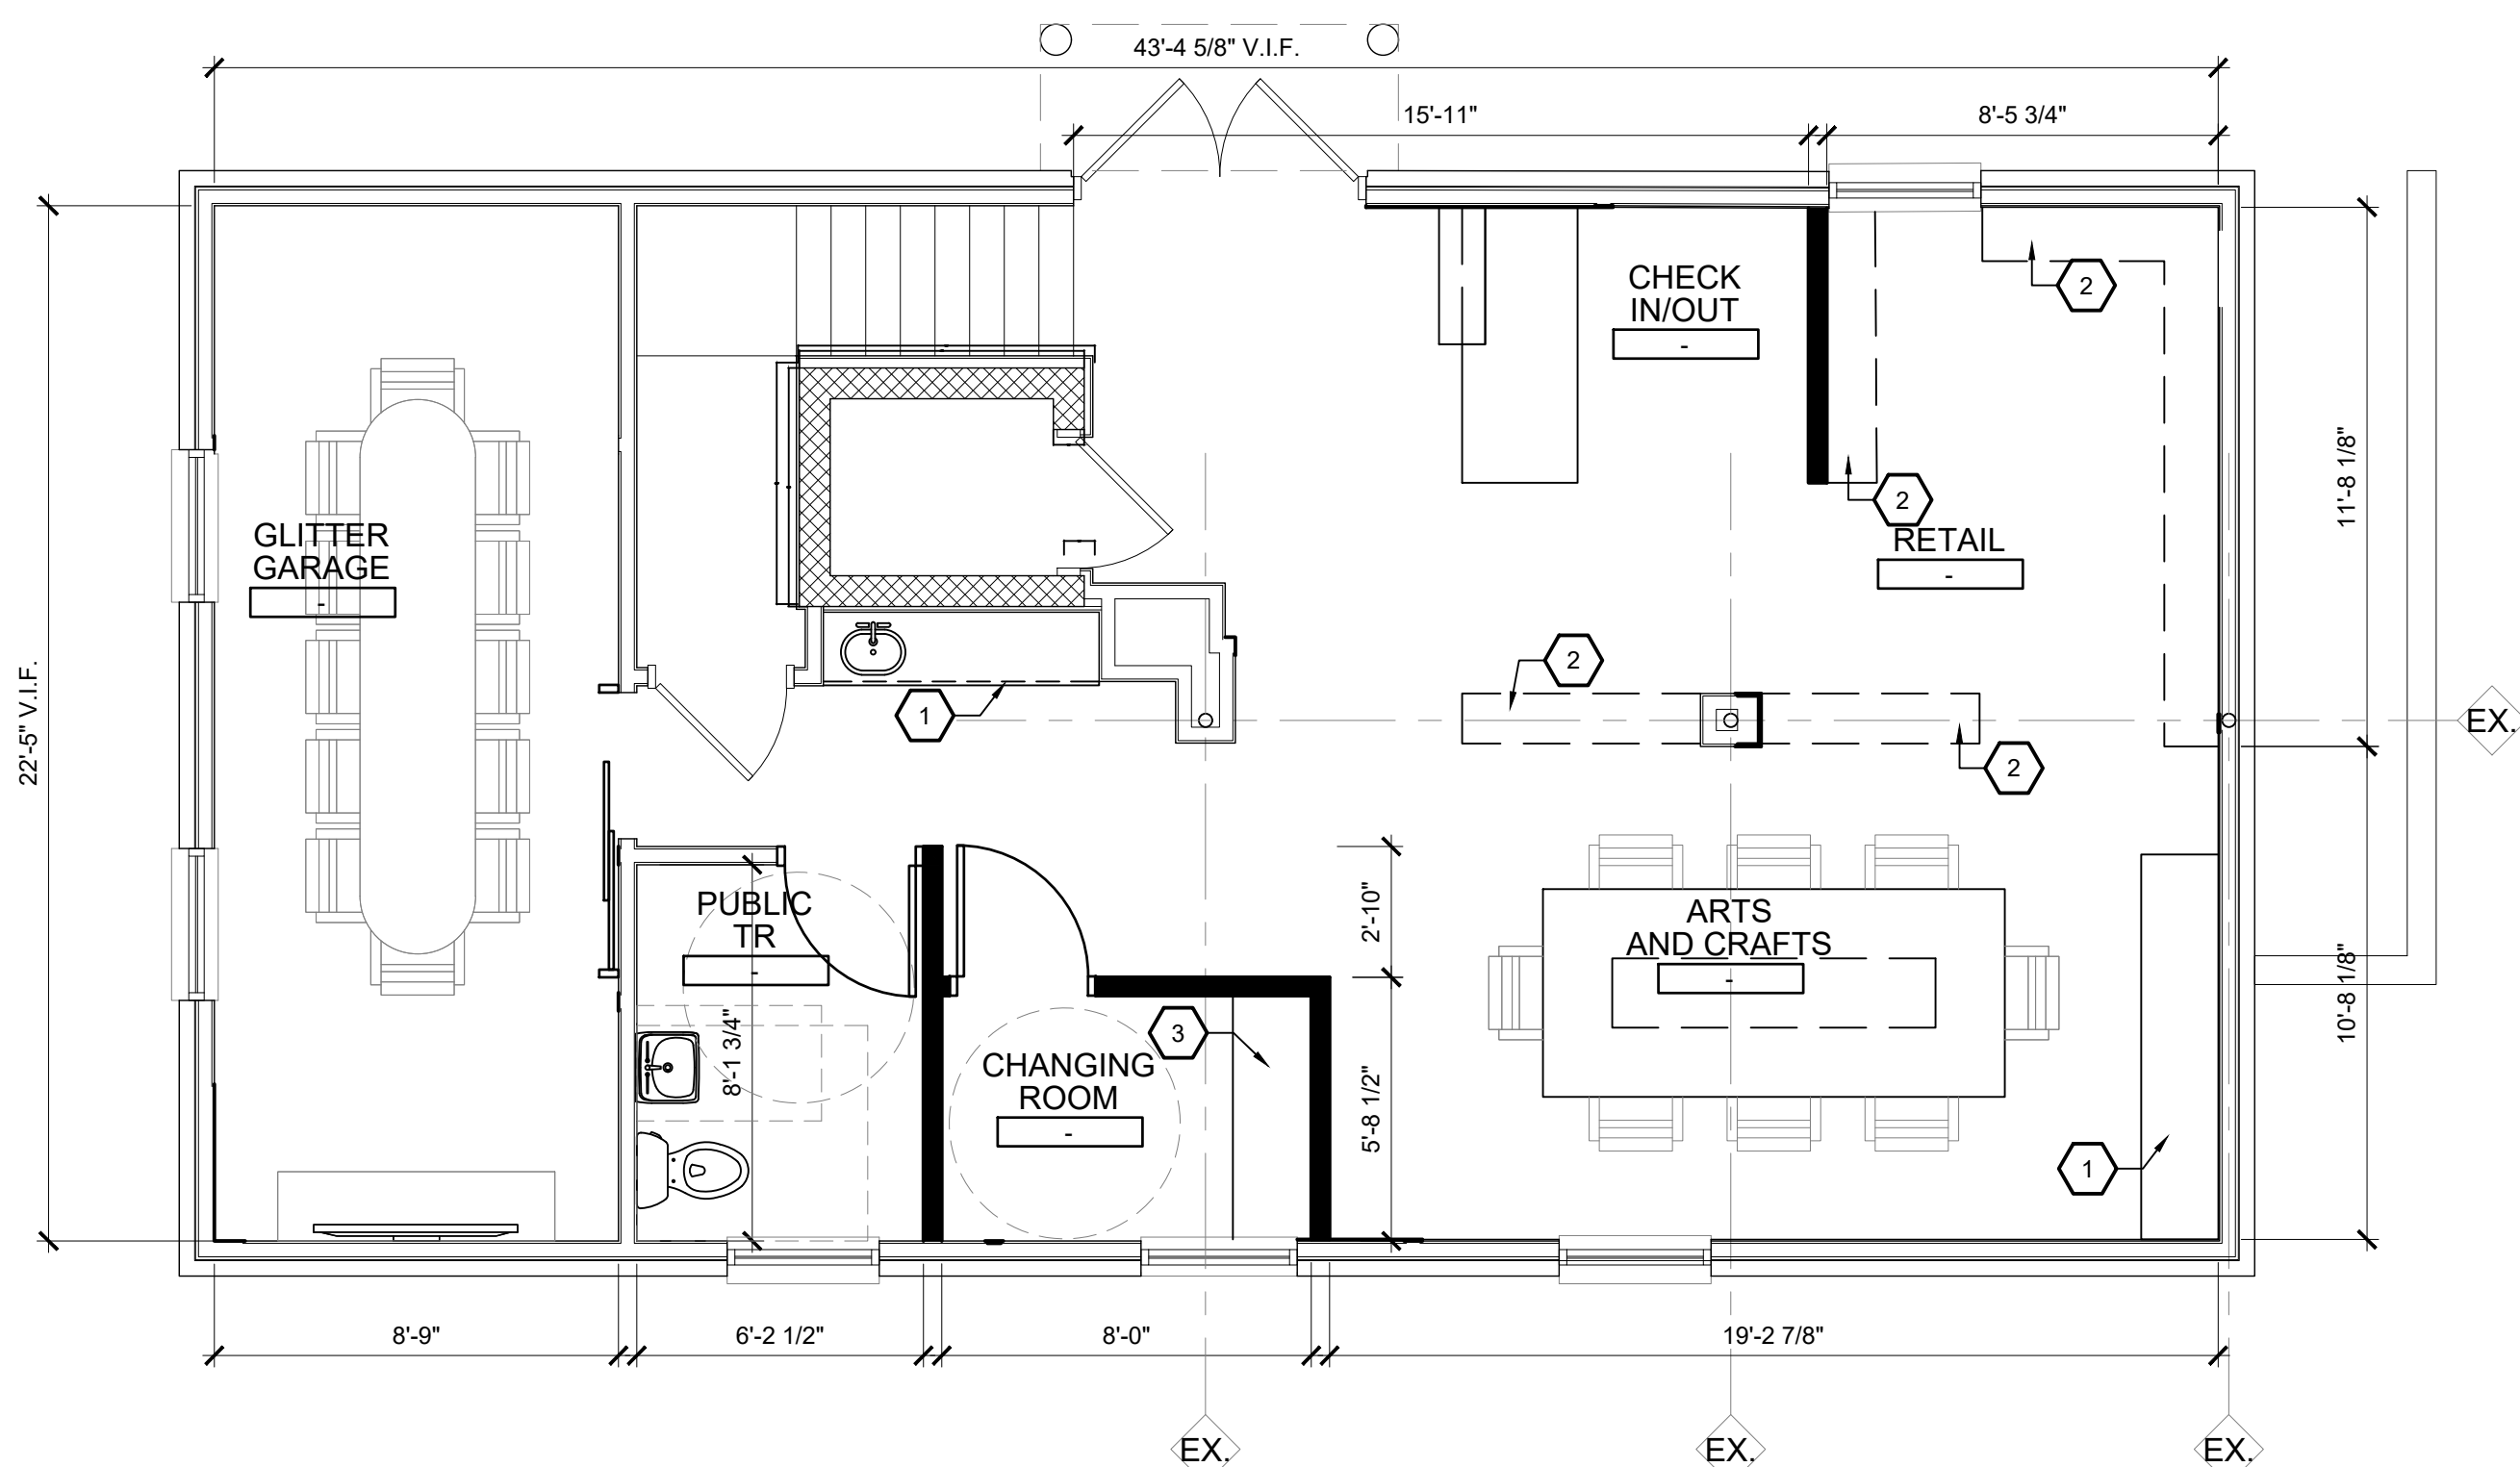 43'-4 5/8" V.I.F.
15'-11"
8'-5 3/4"
CHECK
IN/OUT
-
2
2
RETAIL
-
11'-8 1/8"
GLITTER
GARAGE
-
22'-5" V.I.F.
1
2
2
EX.
PUBLIC
TR
-
8'-1 3/4"
2'-10"
ARTS
AND CRAFTS
-
10'-8 1/8"
3
CHANGING
ROOM
-
5'-8 1/2"
1
8'-9"
6'-2 1/2"
8'-0"
19'-2 7/8"
EX.
EX.
EX.